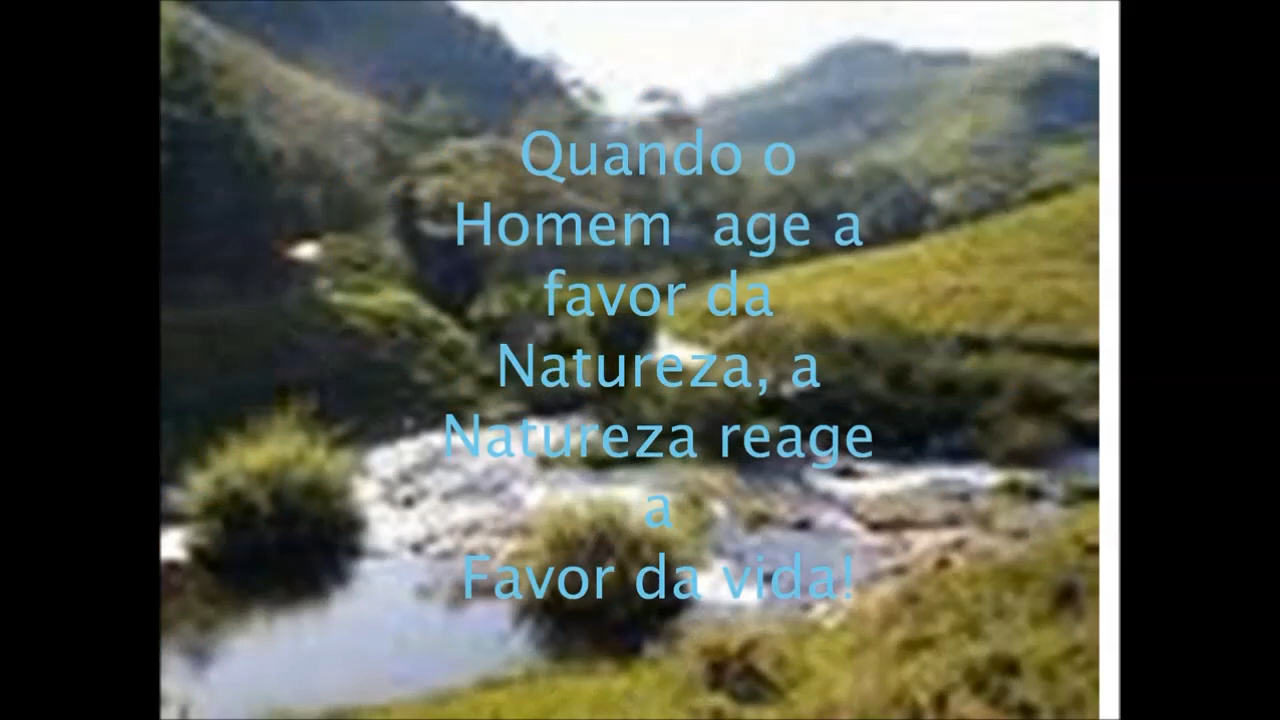 Quando o
Homem  age a
favor da
Natureza, a
Natureza reage
a
Favor da vida!